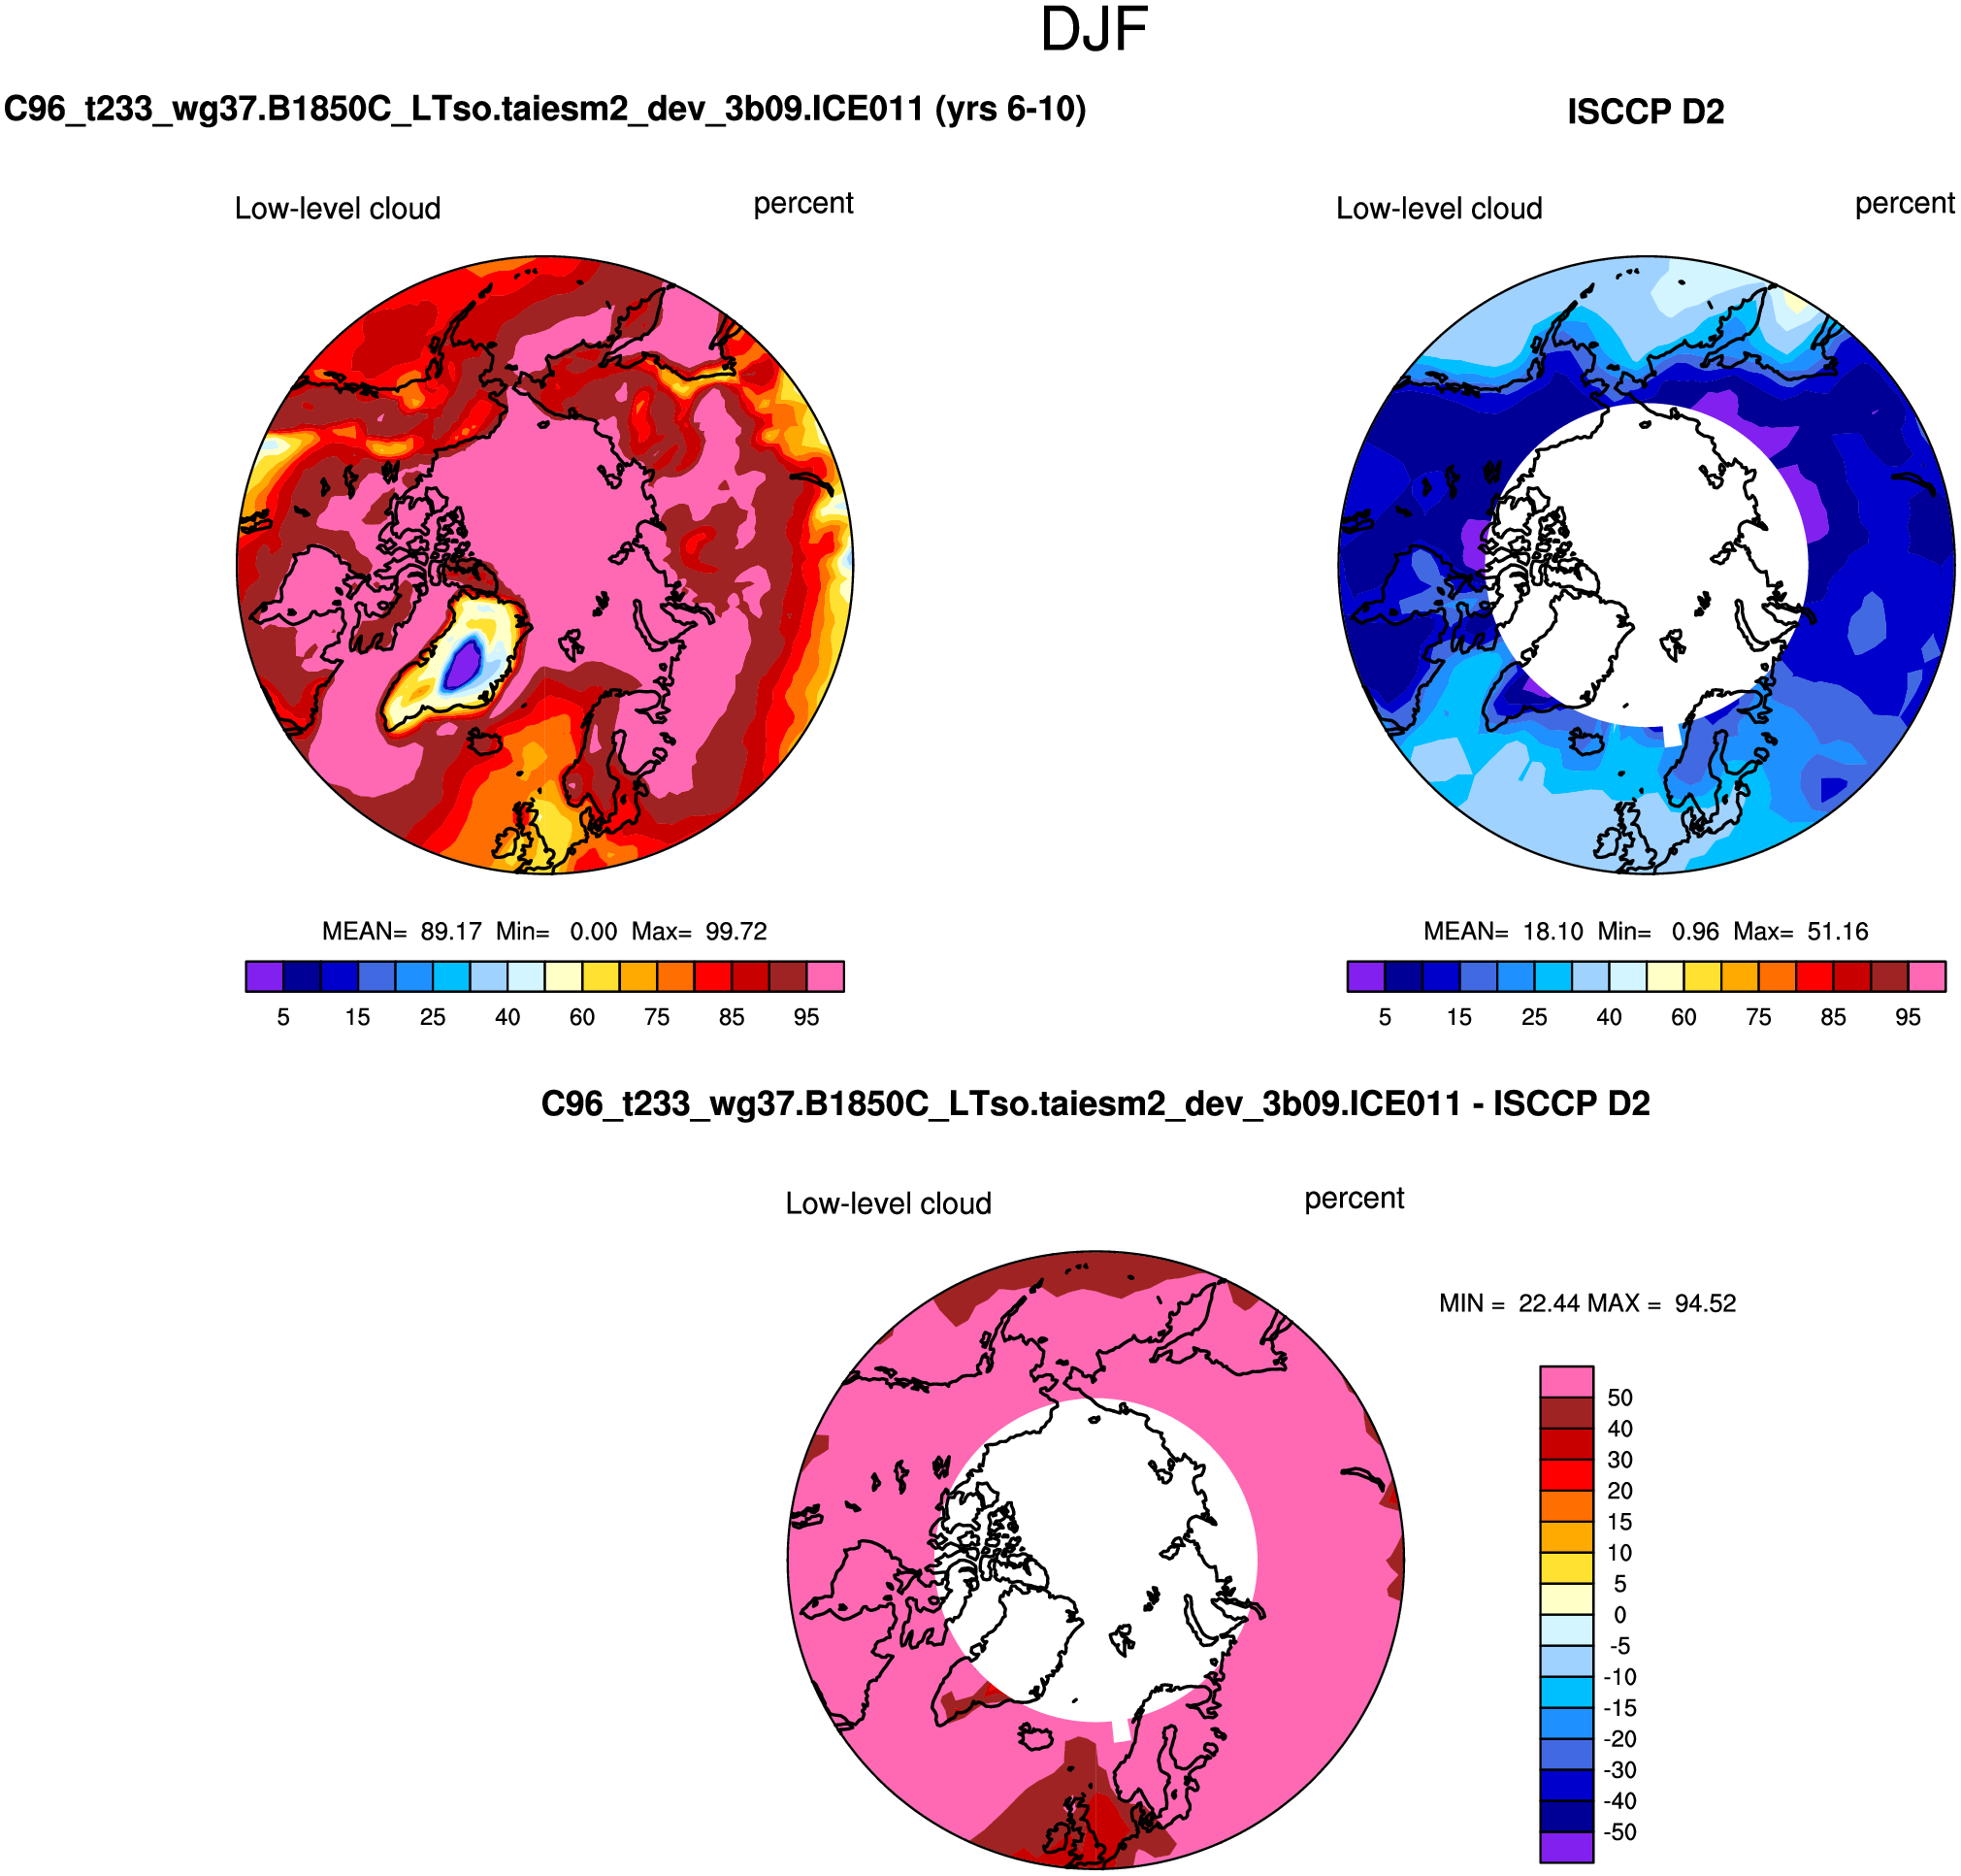 DJF
C96_t233_wg37.B1850C_LTso.taiesm2_dev_3b09.ICE011 (yrs 6-10)
ISCCP D2
Low-level cloud percent
Low-level cloud percent
MEAN= 89.17 Min= 0.00 Max= 99.72
MEAN= 18.10 Min= 0.96 Max= 51.16
5 15 25 40 60 75 85 95
5 15 25 40 60 75 85 95
C96_t233_wg37.B1850C_LTso.taiesm2_dev_3b09.ICE011 - ISCCP D2
Low-level cloud percent
MIN = 22.44 MAX = 94.52
50
40
30
20
15
10
5
0
-5
-10
-15
-20
-30
-40
-50